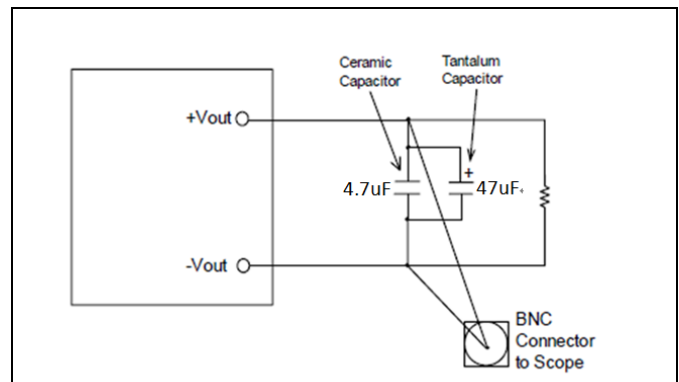 Ceramic
Capacitor
Tantalum
Capacitor
+Vout
+
4.7uF
47uF
-Vout
BNC
Connector
to Scope